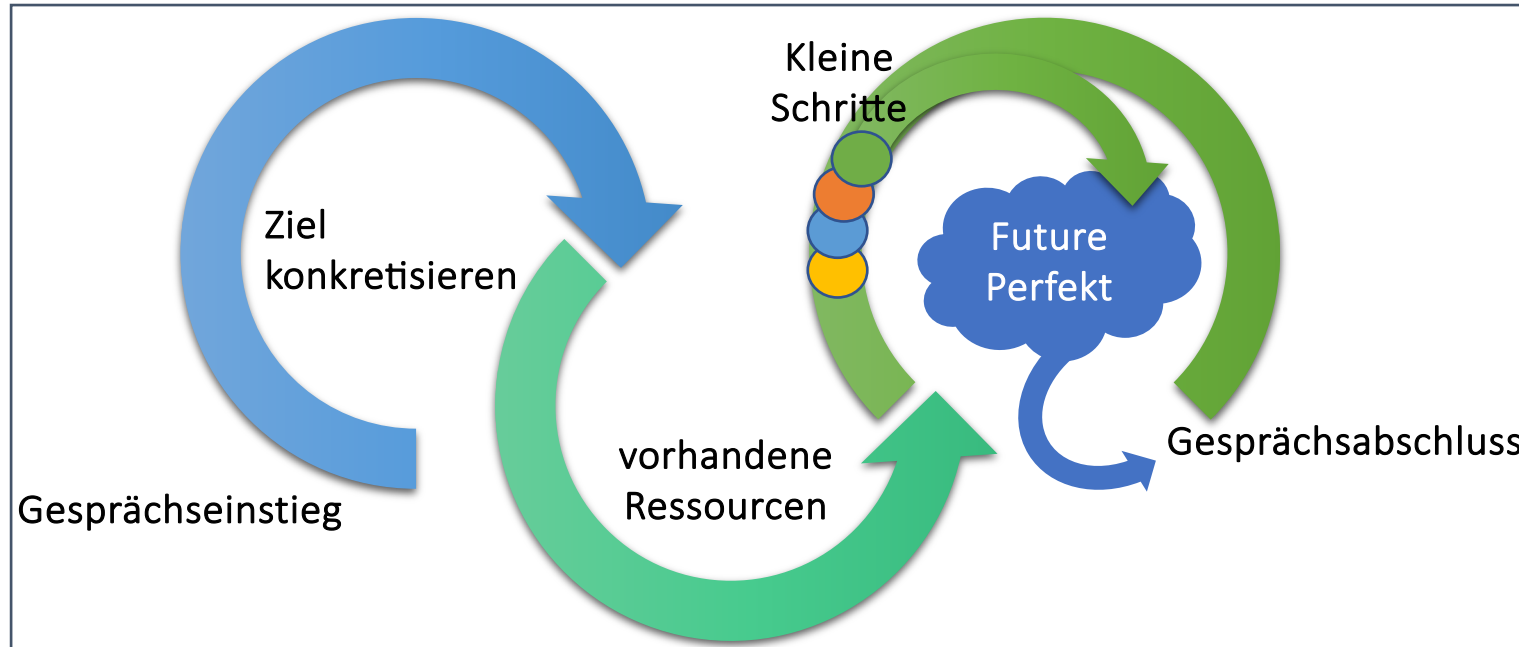 Gesprächseinstieg
Ziel
konkretisieren
vorhandene
Ressourcen
Kleine
Schritte
Future
Perfekt
Gesprächsabschluss